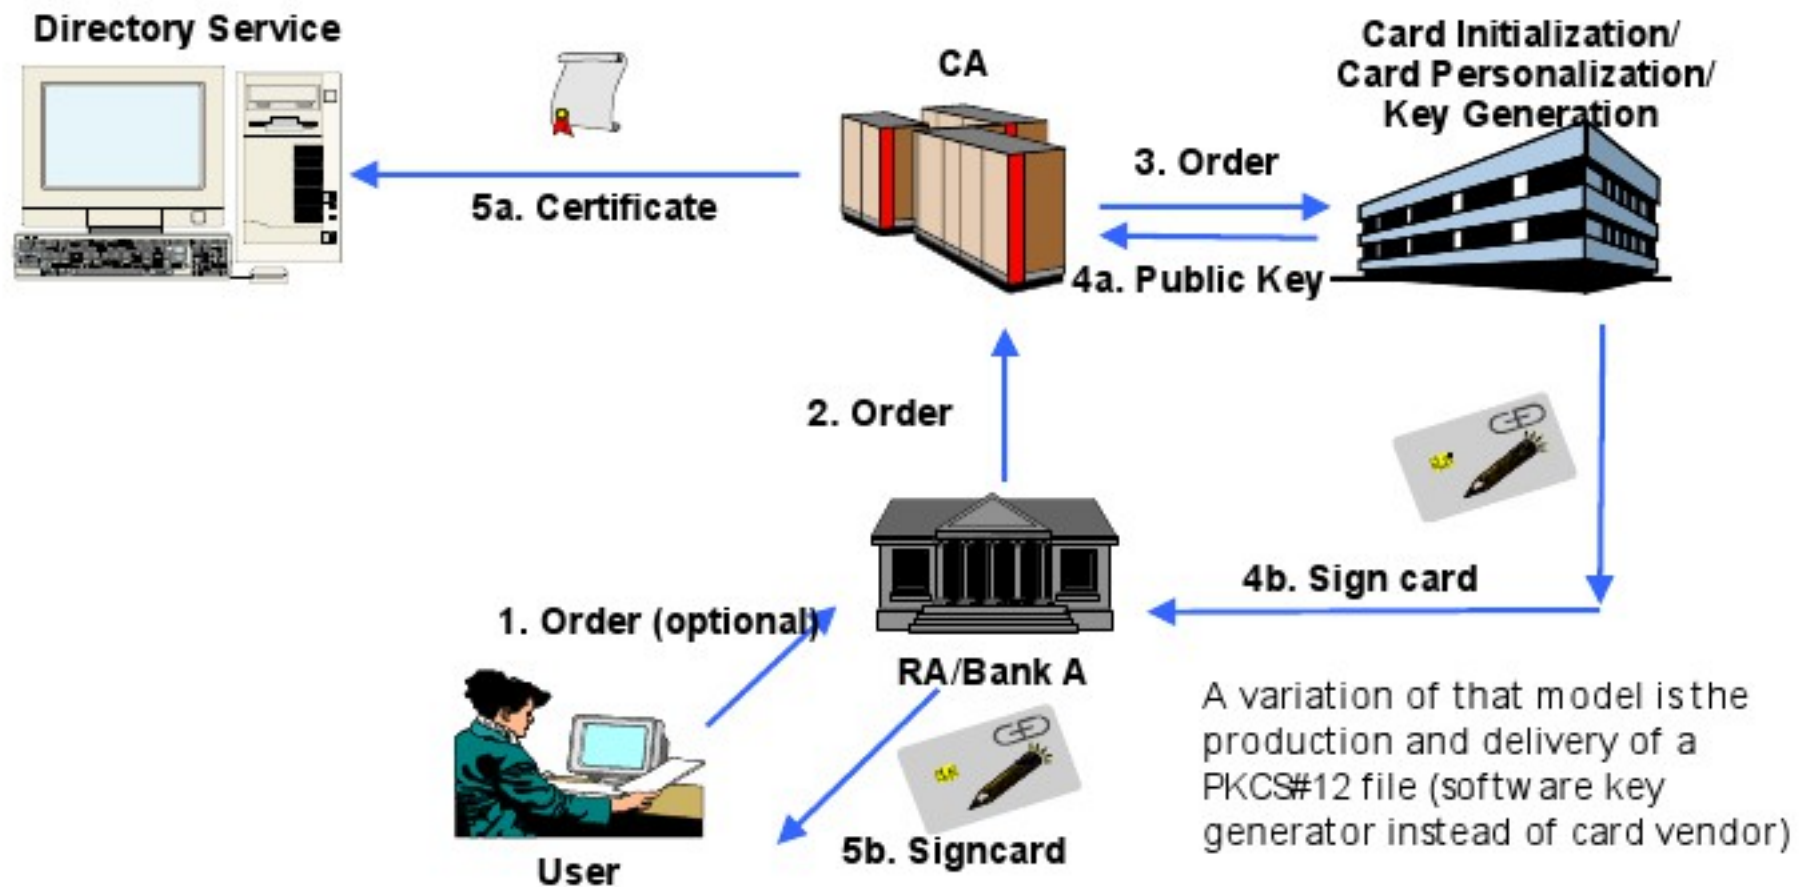 Directory Service
CA
Card Initialization/
Card Personalization/
Key Generation
3. Order
5a. Certificate
4a. Public Key
2. Order
4b. Sign card
1. Order (optional)
RA/Bank A
A variation of that model is the
production and delivery of a
PKCS#12 file (software key
generator instead of card vendor)
5b. Signcard
User